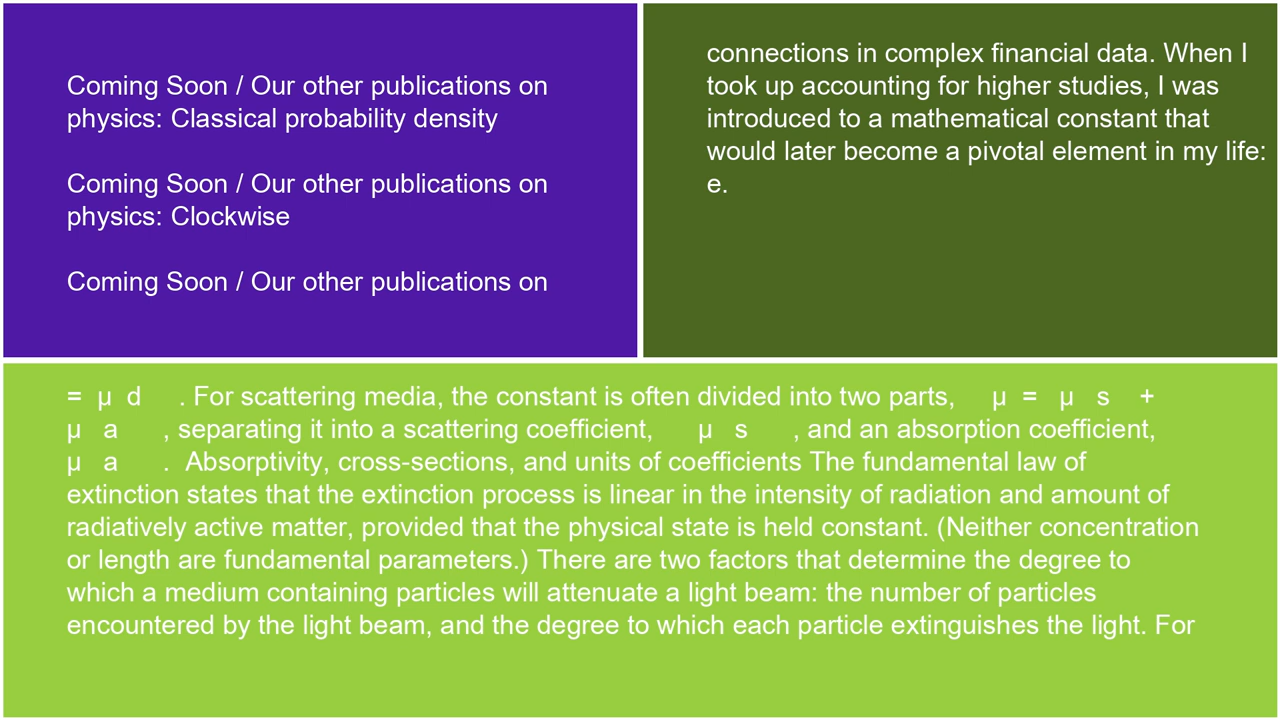 Coming Soon / Our other publications on
physics: Classical probability density
Coming Soon / Our other publications on
physics: Clockwise
Coming Soon / Our other publications on
connections in complex financial data. When I
took up accounting for higher studies, I was
introduced to a mathematical constant that
would later become a pivotal element in my life:
e.
= μ d . For scattering media, the constant is often divided into two parts, μ = μ s +
μ a , separating it into a scattering coefficient, μ s , and an absorption coefficient,
μ a . Absorptivity, cross-sections, and units of coefficients The fundamental law of
extinction states that the extinction process is linear in the intensity of radiation and amount of
radiatively active matter, provided that the physical state is held constant. (Neither concentration
or length are fundamental parameters.) There are two factors that determine the degree to
which a medium containing particles will attenuate a light beam: the number of particles
encountered by the light beam, and the degree to which each particle extinguishes the light. For